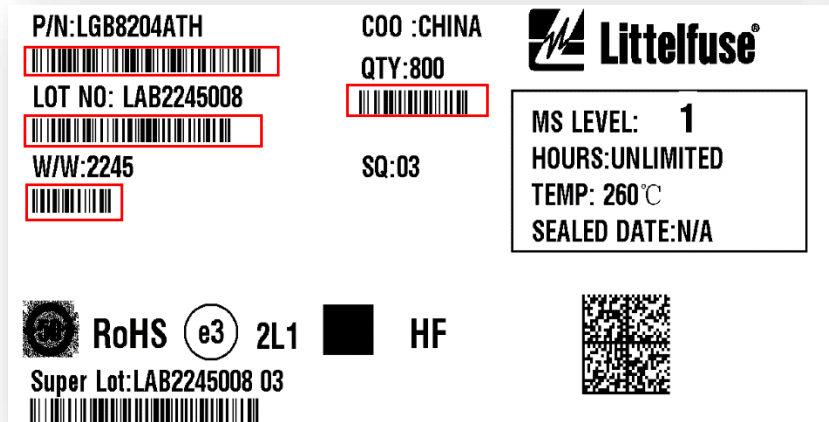 P/N:LGB8204ATH
COO :CHINA
Littelfuse®
QTY:800
LOT NO: LAB2245008
MS LEVEL: 1
HOURS:UNLIMITED
TEMP: 260℃
SEALED DATE:N/A
W/W:2245
SQ:03
50
RoHS e3 2L1 HF
Super Lot:LAB2245008 03